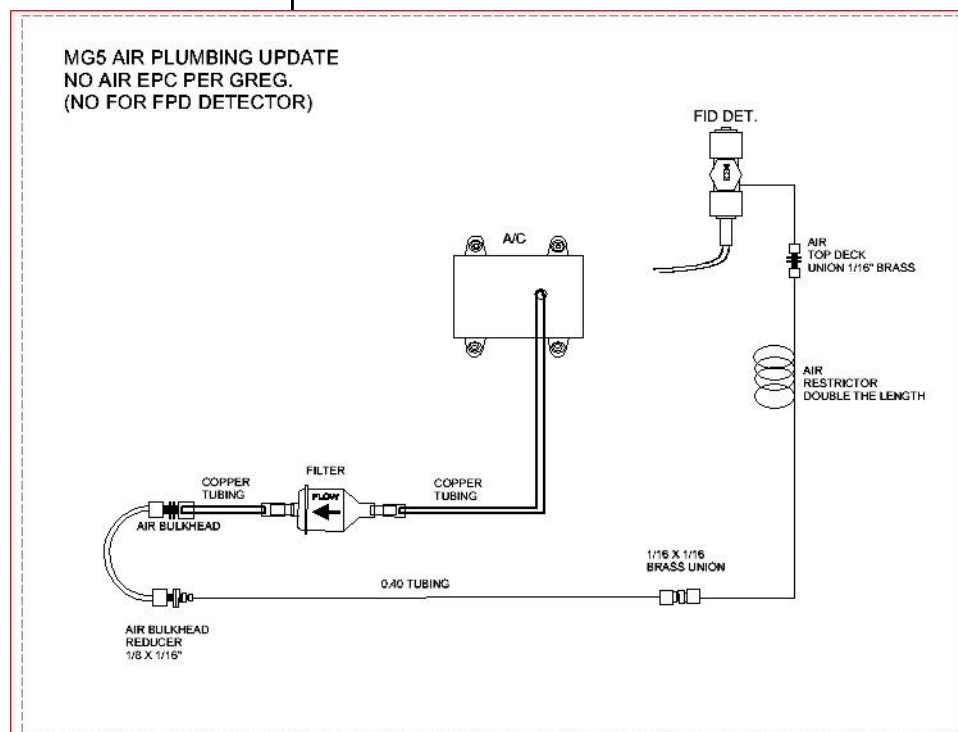 MG5 AIR PLUMBING UPDATE
NO AIR EPC PER GREG.
(NO FOR FPD DETECTOR)
FID DET.
A/C
AIR
TOP DECK
UNION 1/16" BRASS
AIR
RESTRICTOR
DOUBLE THE LENGTH
FILTER
COPPER
TUBING
FLOW
COPPER
TUBING
AIR BULKHEAD
1/16 X 1/16
BRASS UNION
0.40 TUBING
AIR BULKHEAD
REDUCER
1/8 X 1/16"